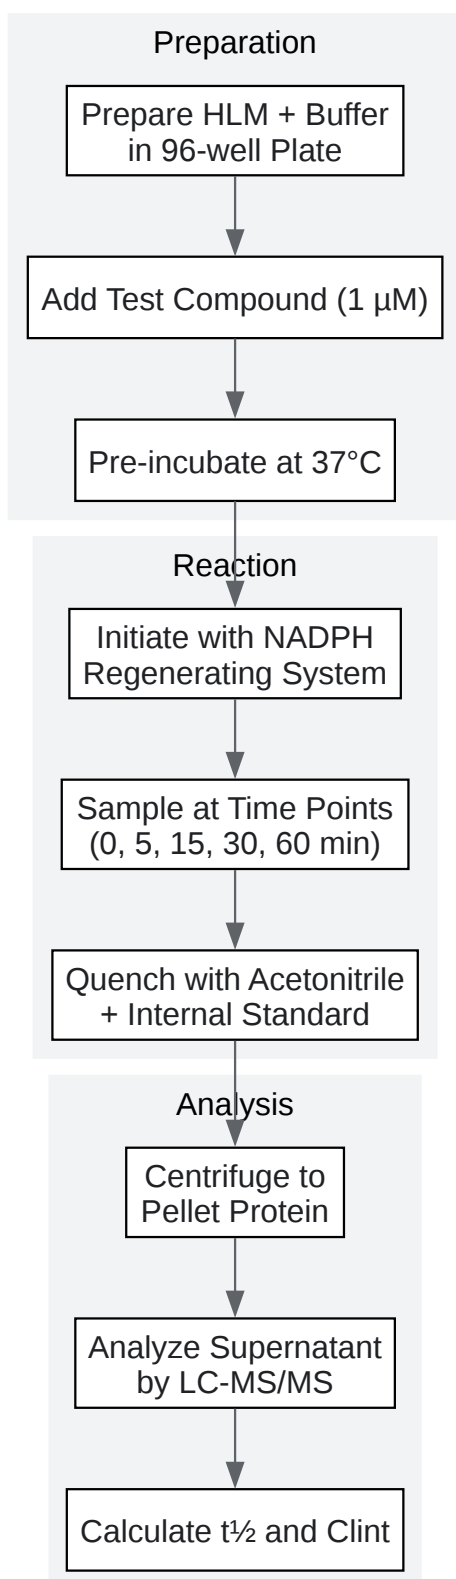 Preparation
Prepare HLM + Buffer
in 96-well Plate
Add Test Compound (1 µM)
Pre-incubate at 37°C
Reaction
Initiate with NADPH
Regenerating System
Sample at Time Points
(0, 5, 15, 30, 60 min)
Quench with Acetonitrile
+ Internal Standard
Analysis
Centrifuge to
Pellet Protein
Analyze Supernatant
by LC-MS/MS
Calculate t½ and Clint